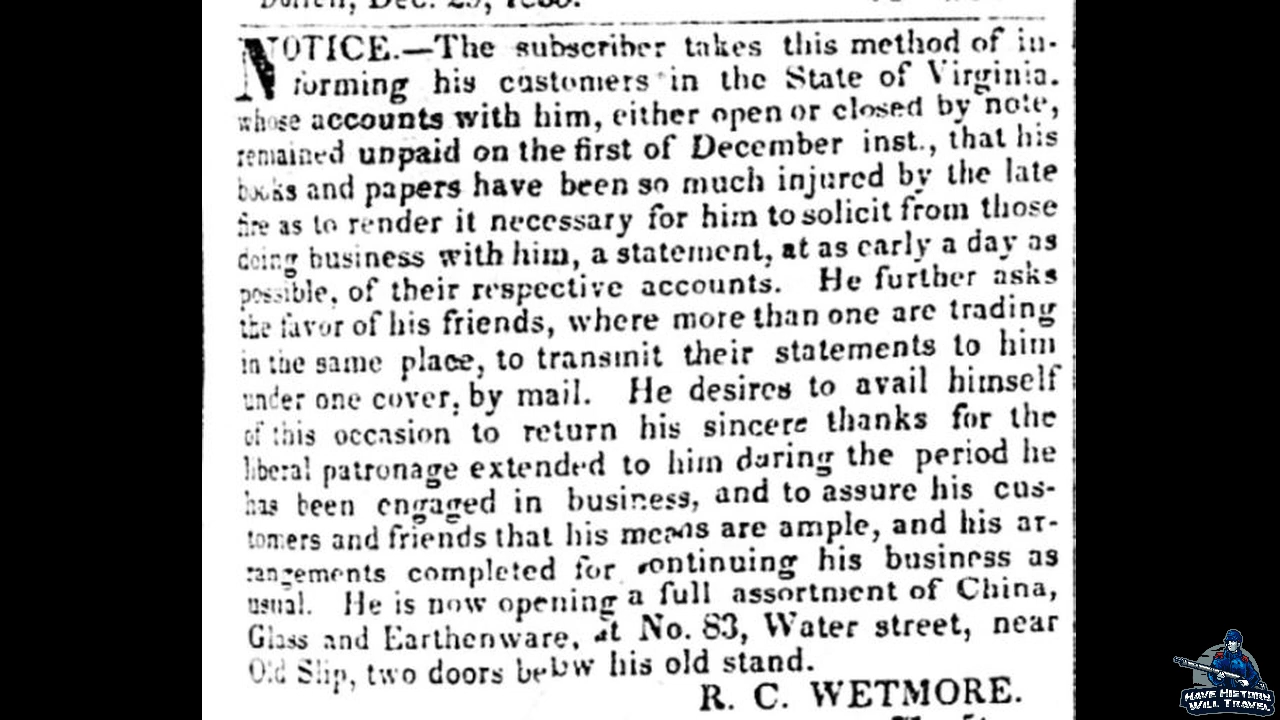 NOTICE.—The subscriber takes this method of in-
forming his customers in the State of Virginia.
whose accounts with him, either open or closed by note,
remained unpaid on the first of December inst., that his
books and papers have been so much injured by the late
fire as to render it necessary for him to solicit from those
doing business with him, a statement, at as early a day as
possible, of their respective accounts. He further asks
the favor of his friends, where more than one are trading
in the same place, to transmit their statements to him
under one cover, by mail. He desires to avail himself
of this occasion to return his sincere thanks for the
liberal patronage extended to him during the period he
has been engaged in business, and to assure his cus-
tomers and friends that his means are ample, and his ar-
rangements completed for continuing his business as
usual. He is now opening a full assortment of China,
Glass and Earthenware, at No. 83, Water street, near
Old Slip, two doors below his old stand.
R. C. WETMORE.
HAVE HISTORY
WILL TRAVEL